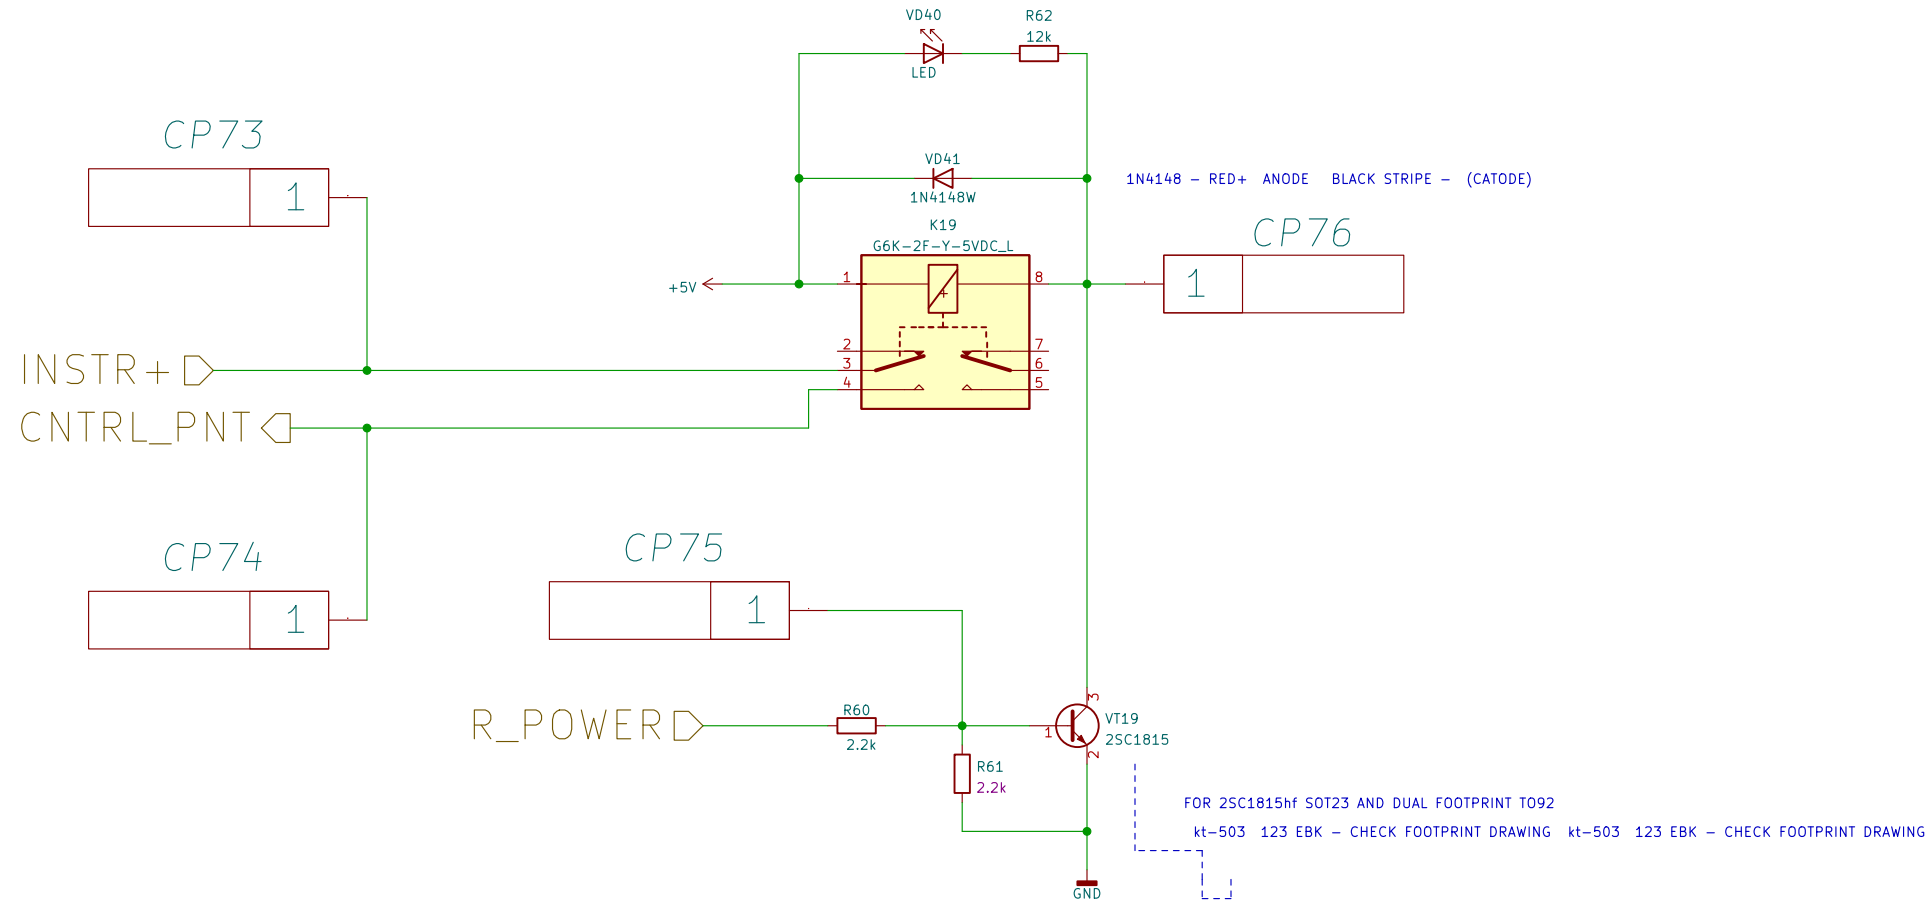 VD40
R62
12k
LED
CP73
1
VD41
1N4148W
1N4148 - RED+  ANODE   BLACK STRIPE -  (CATODE)
K19
G6K-2F-Y-5VDC_L
CP76
1
+5V
1
8
+
2
7
INSTR+
3
6
4
5
CNTRL_PNT
CP74
1
CP75
1
R_POWER
R60
2.2k
3
1
VT19
2SC1815
2
R61
2.2k
FOR 2SC1815hf SOT23 AND DUAL FOOTPRINT TO92
kt-503  123 EBK - CHECK FOOTPRINT DRAWING  kt-503  123 EBK - CHECK FOOTPRINT DRAWING
GND